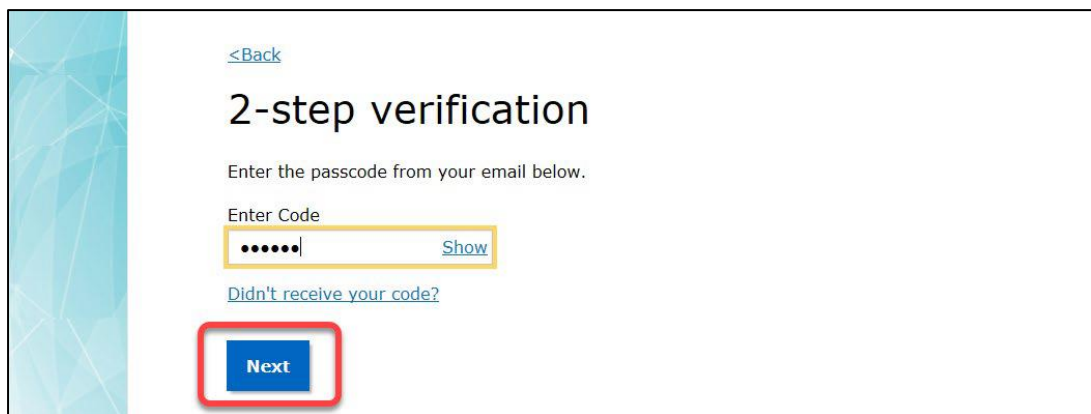 <Back
2-step verification
Enter the passcode from your email below.
Enter Code
•••••• Show
Didn't receive your code?
Next